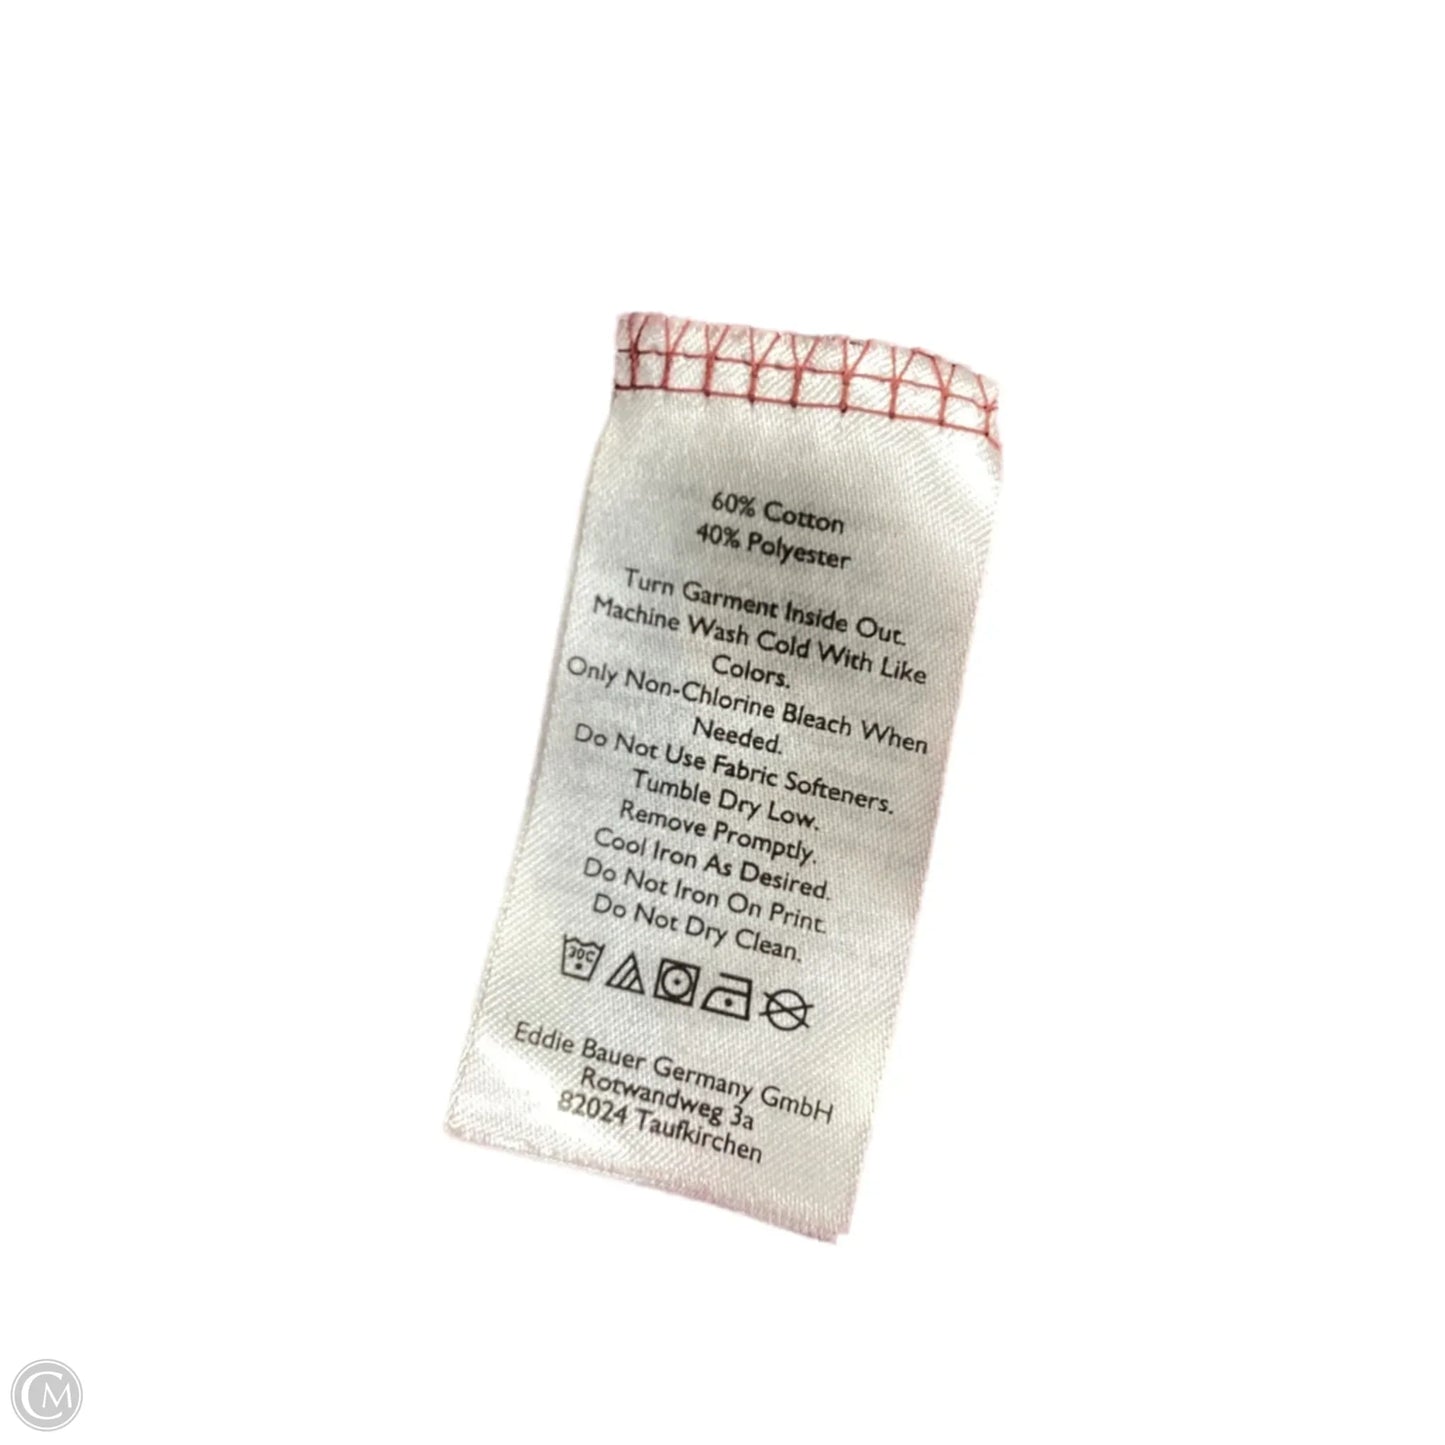 60% Cotton
40% Polyester
Turn Garment Inside Out.
Machine Wash Cold With Like
Colors.
Only Non-Chlorine Bleach When
Needed.
Do Not Use Fabric Softeners.
Tumble Dry Low.
Remove Promptly.
Cool Iron As Desired.
Do Not Iron On Print.
Do Not Dry Clean.
30C
Eddie Bauer Germany GmbH
Rotwandweg 3a
82024 Taufkirchen
CM